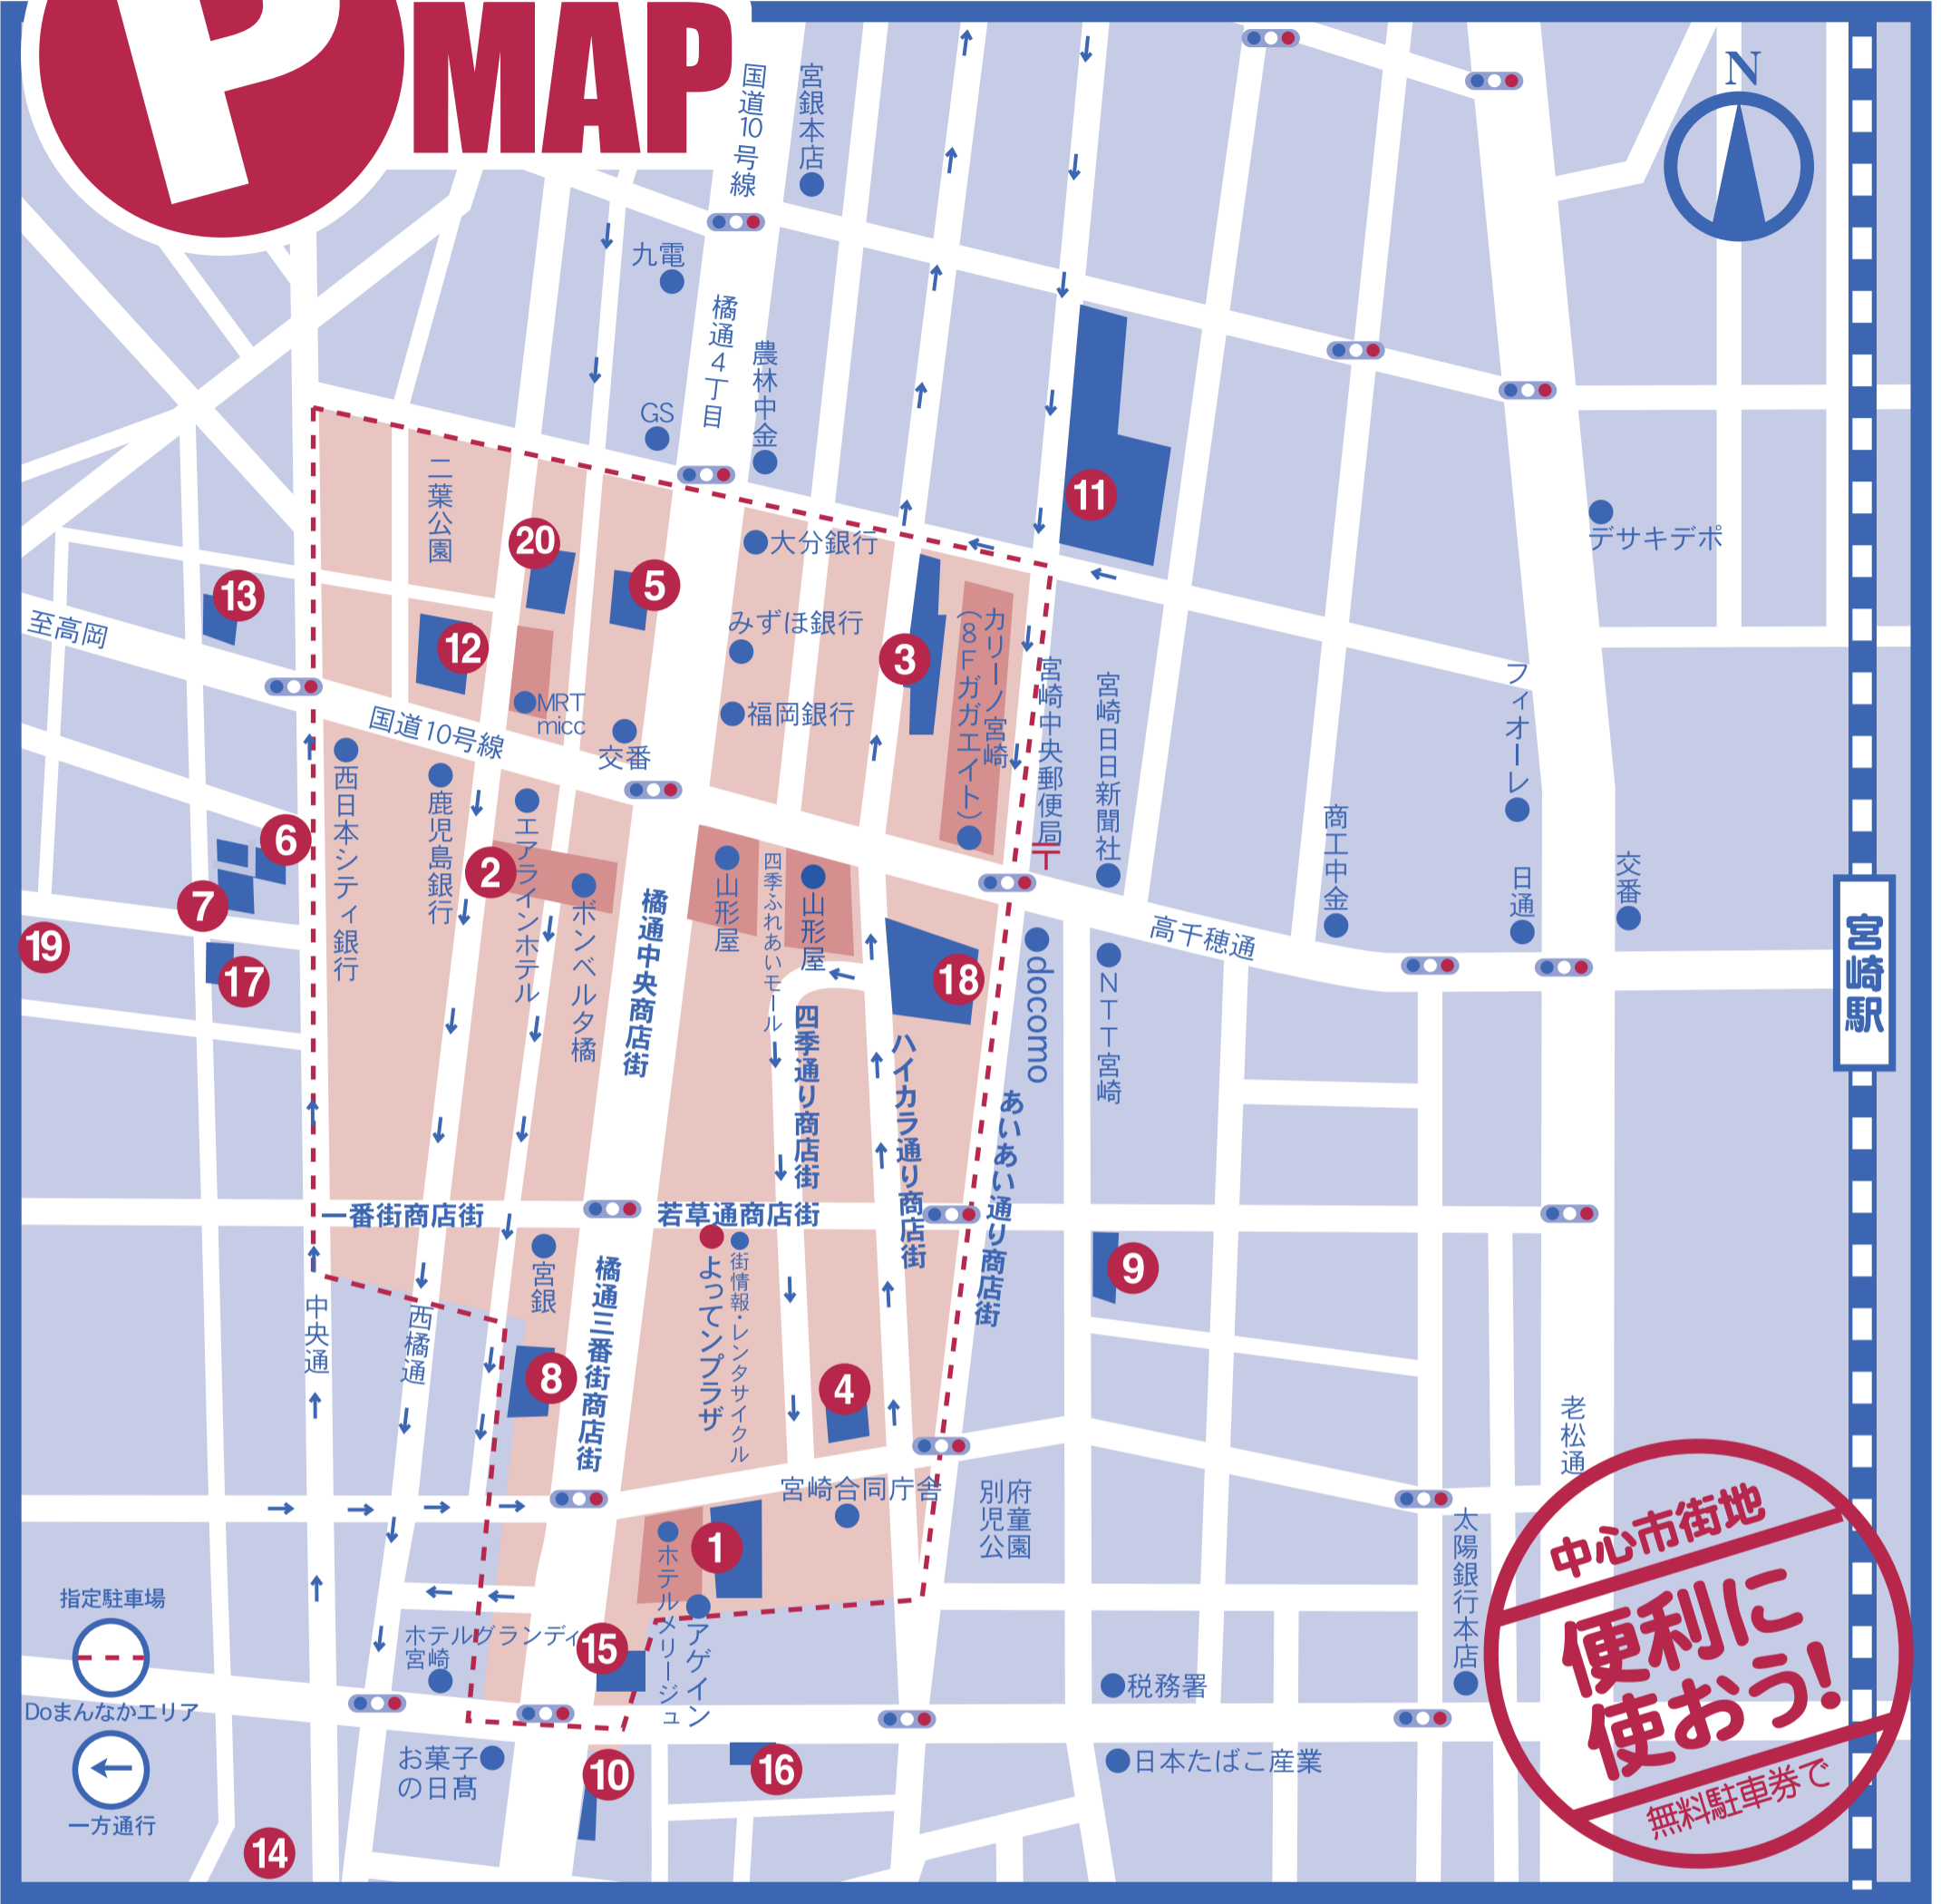 P
MAP
N
国道10号線
宮銀本店
九電
橘通4丁目
農林中金
GS
二葉公園
20
5
大分銀行
11
デサキデポ
13
至高岡
12
みずほ銀行
3
カリーノ宮崎
(8Fガガエイト)
宮崎中央郵便局
〒
宮崎日日新聞社
フィオーレ
MRT
micc
福岡銀行
国道10号線
交番
西日本シティ銀行
鹿児島銀行
エアラインホテル
ボンベルタ橘
橘通中央商店街
山形屋
四季ふれあいモール
山形屋
商工中金
日通
交番
6
2
7
19
17
18
高千穂通
docomo
NTT宮崎
宮崎駅
四季通り商店街
ハイカラ通り商店街
あいあい通り商店街
一番街商店街
若草通商店街
宮銀
橘通三番街商店街
よってンプラザ
街情報・レンタサイクル
9
中央通
西橘通
8
4
老松通
宮崎合同庁舎
別府
児童
公園
太陽銀行本店
1
ホテルメリージュ
アゲイン
15
ホテルグランディ
宮崎
税務署
指定駐車場
Doまんなかエリア
一方通行
お菓子
の日髙
10
16
日本たばこ産業
14
中心市街地
便利に
使おう!
無料駐車券で